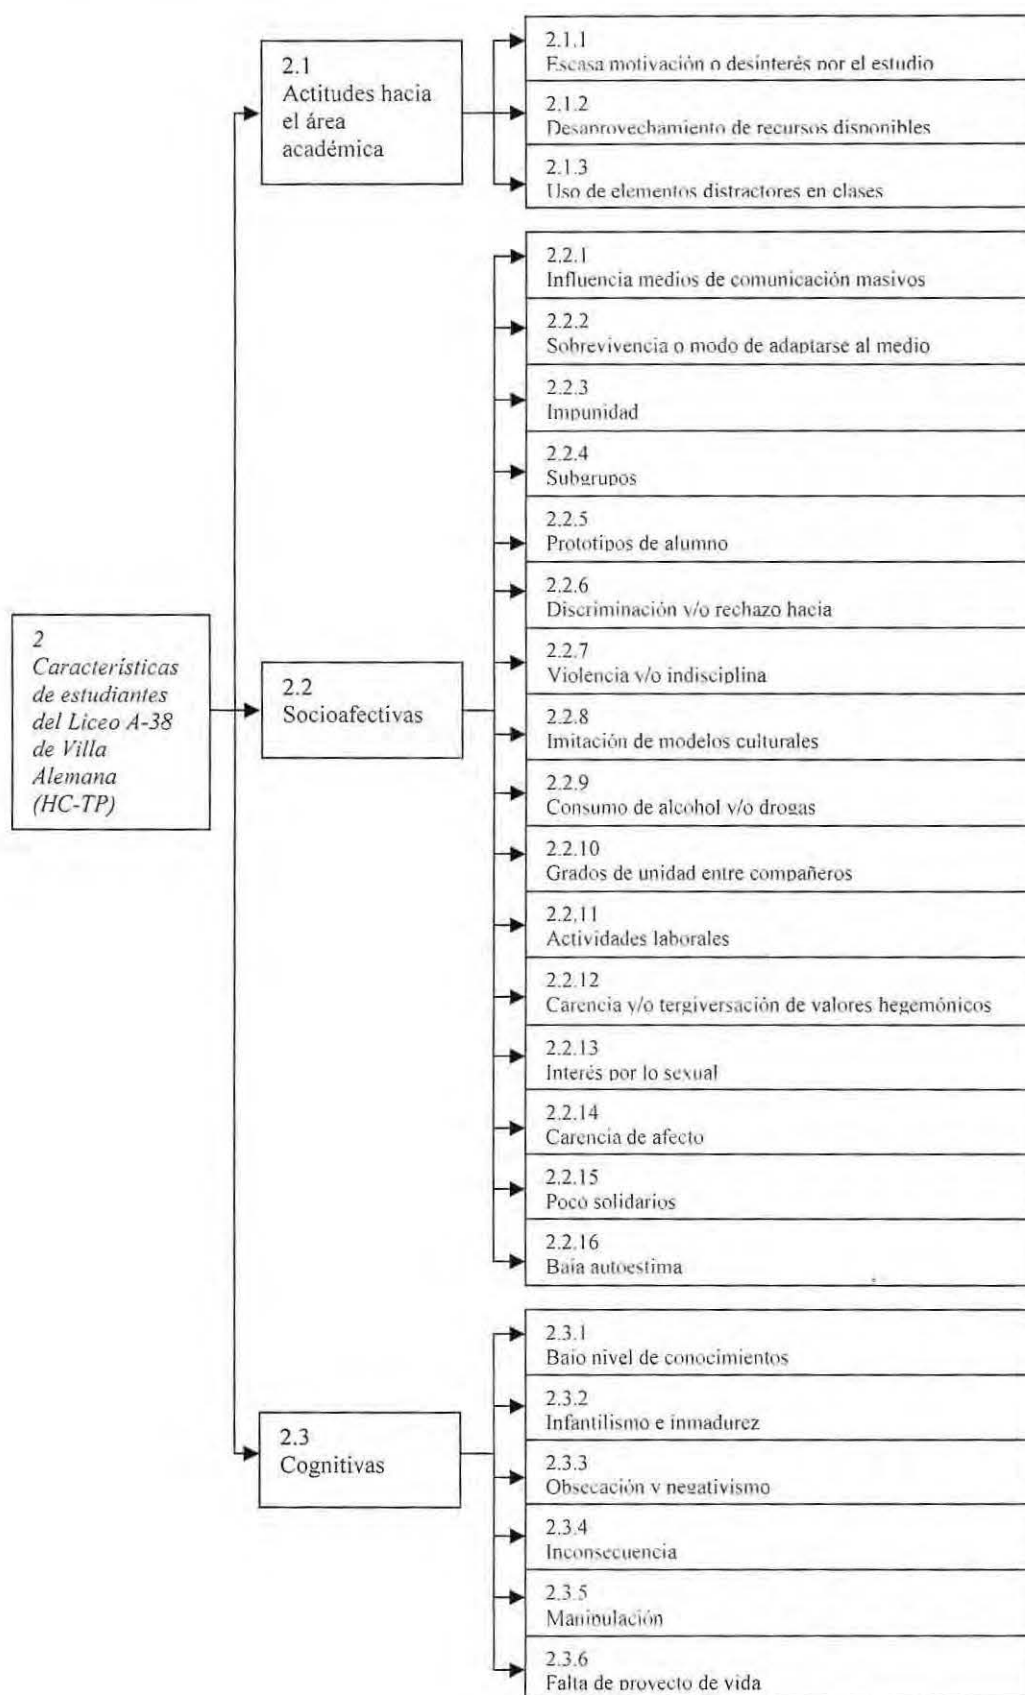 2
Características
de estudiantes
del Liceo A-38
de Villa
Alemana
(HC-TP)
2.1
Actitudes hacia
el área
académica
2.1.1
Escasa motivación o desinterés por el estudio
2.1.2
Desaprovechamiento de recursos disponibles
2.1.3
Uso de elementos distractores en clases
2.2
Socioafectivas
2.2.1
Influencia medios de comunicación masivos
2.2.2
Sobrevivencia o modo de adaptarse al medio
2.2.3
Impunidad
2.2.4
Subgrupos
2.2.5
Prototipos de alumno
2.2.6
Discriminación y/o rechazo hacia
2.2.7
Violencia y/o indisciplina
2.2.8
Imitación de modelos culturales
2.2.9
Consumo de alcohol y/o drogas
2.2.10
Grados de unidad entre compañeros
2.2.11
Actividades laborales
2.2.12
Carencia y/o tergiversación de valores hegemónicos
2.2.13
Interés por lo sexual
2.2.14
Carencia de afecto
2.2.15
Poco solidarios
2.2.16
Baja autoestima
2.3
Cognitivas
2.3.1
Bajo nivel de conocimientos
2.3.2
Infantilismo e inmadurez
2.3.3
Obsecación y negativismo
2.3.4
Inconsecuencia
2.3.5
Manipulación
2.3.6
Falta de proyecto de vida